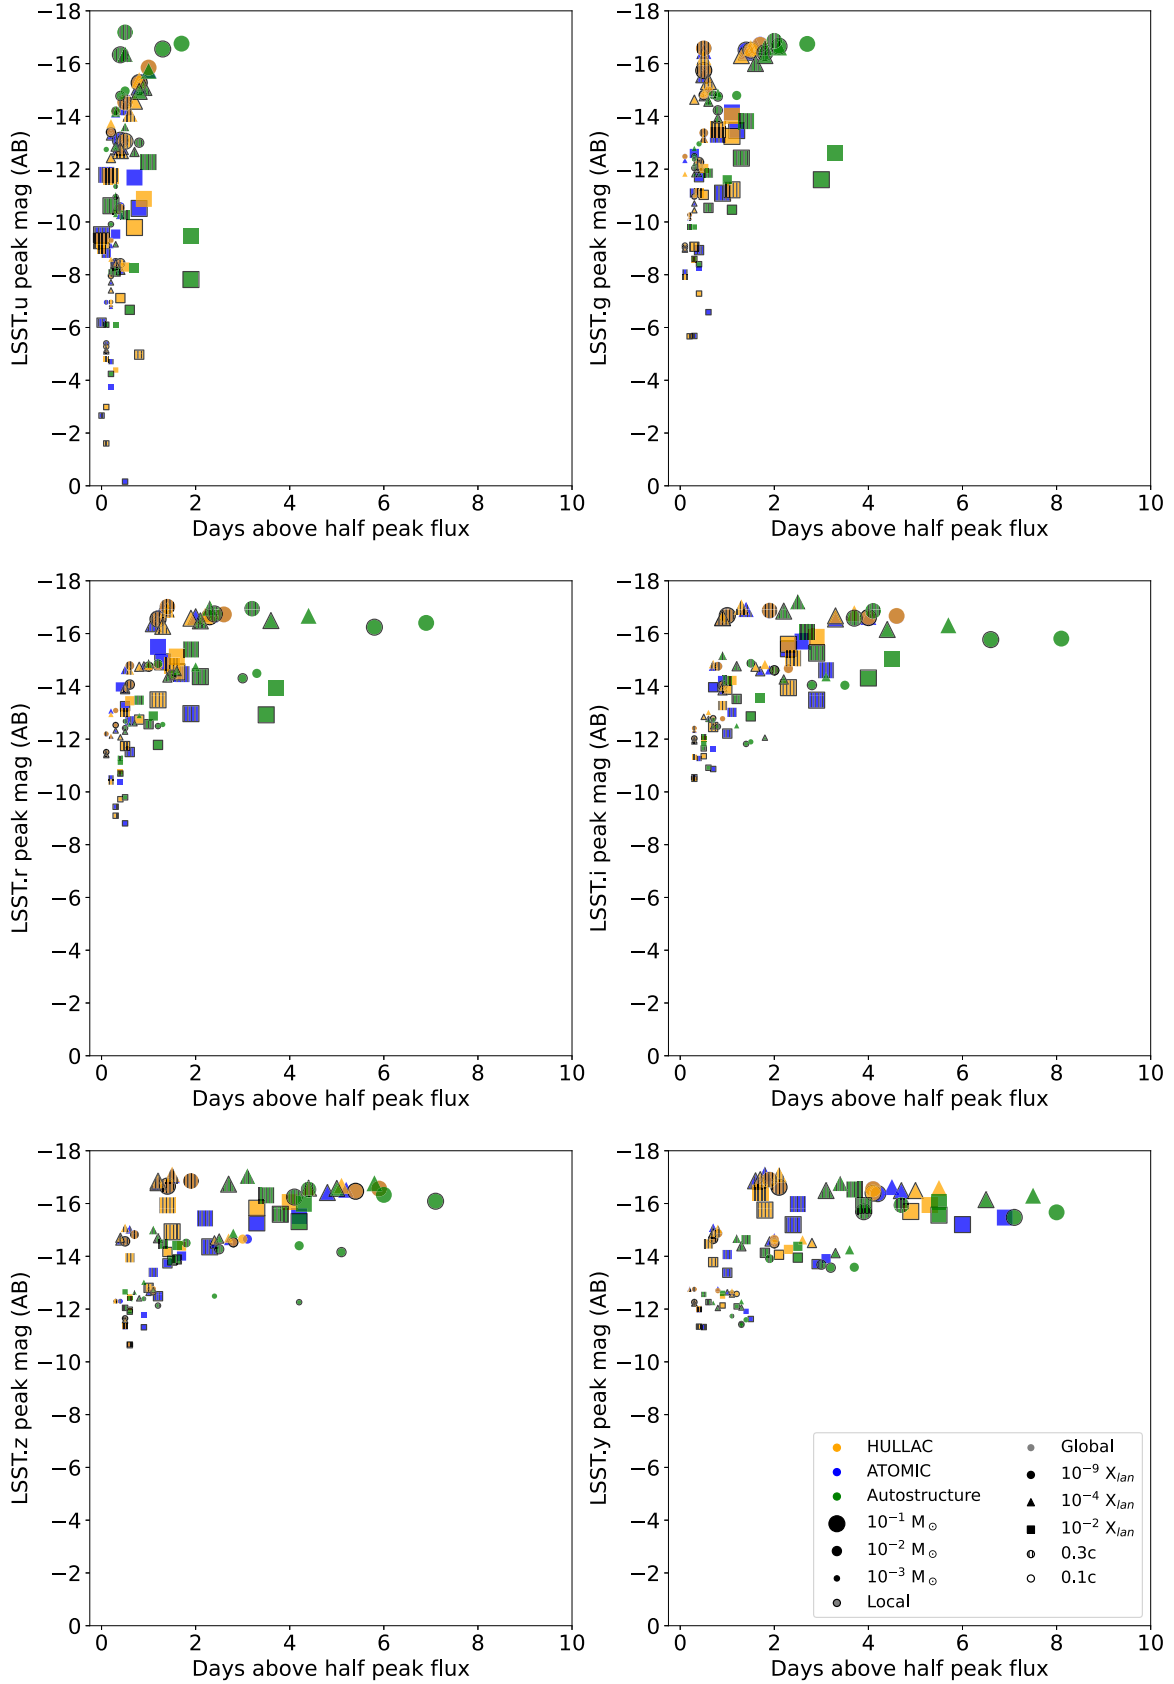 −18
−16
−14
−12
−10
−8
−6
−4
−2
0
LSST.u peak mag (AB)
0 2 4 6 8 10
Days above half peak flux
−18
−16
−14
−12
−10
−8
−6
−4
−2
0
LSST.g peak mag (AB)
0 2 4 6 8 10
Days above half peak flux
−18
−16
−14
−12
−10
−8
−6
−4
−2
0
LSST.r peak mag (AB)
0 2 4 6 8 10
Days above half peak flux
−18
−16
−14
−12
−10
−8
−6
−4
−2
0
LSST.i peak mag (AB)
0 2 4 6 8 10
Days above half peak flux
−18
−16
−14
−12
−10
−8
−6
−4
−2
0
LSST.z peak mag (AB)
0 2 4 6 8 10
Days above half peak flux
−18
−16
−14
−12
−10
−8
−6
−4
−2
0
LSST.y peak mag (AB)
0 2 4 6 8 10
Days above half peak flux
HULLAC
ATOMIC
Autostructure
10⁻¹ M☉
10⁻² M☉
10⁻³ M☉
Local
Global
10⁻⁹ X_lan
10⁻⁴ X_lan
10⁻² X_lan
0.3c
0.1c